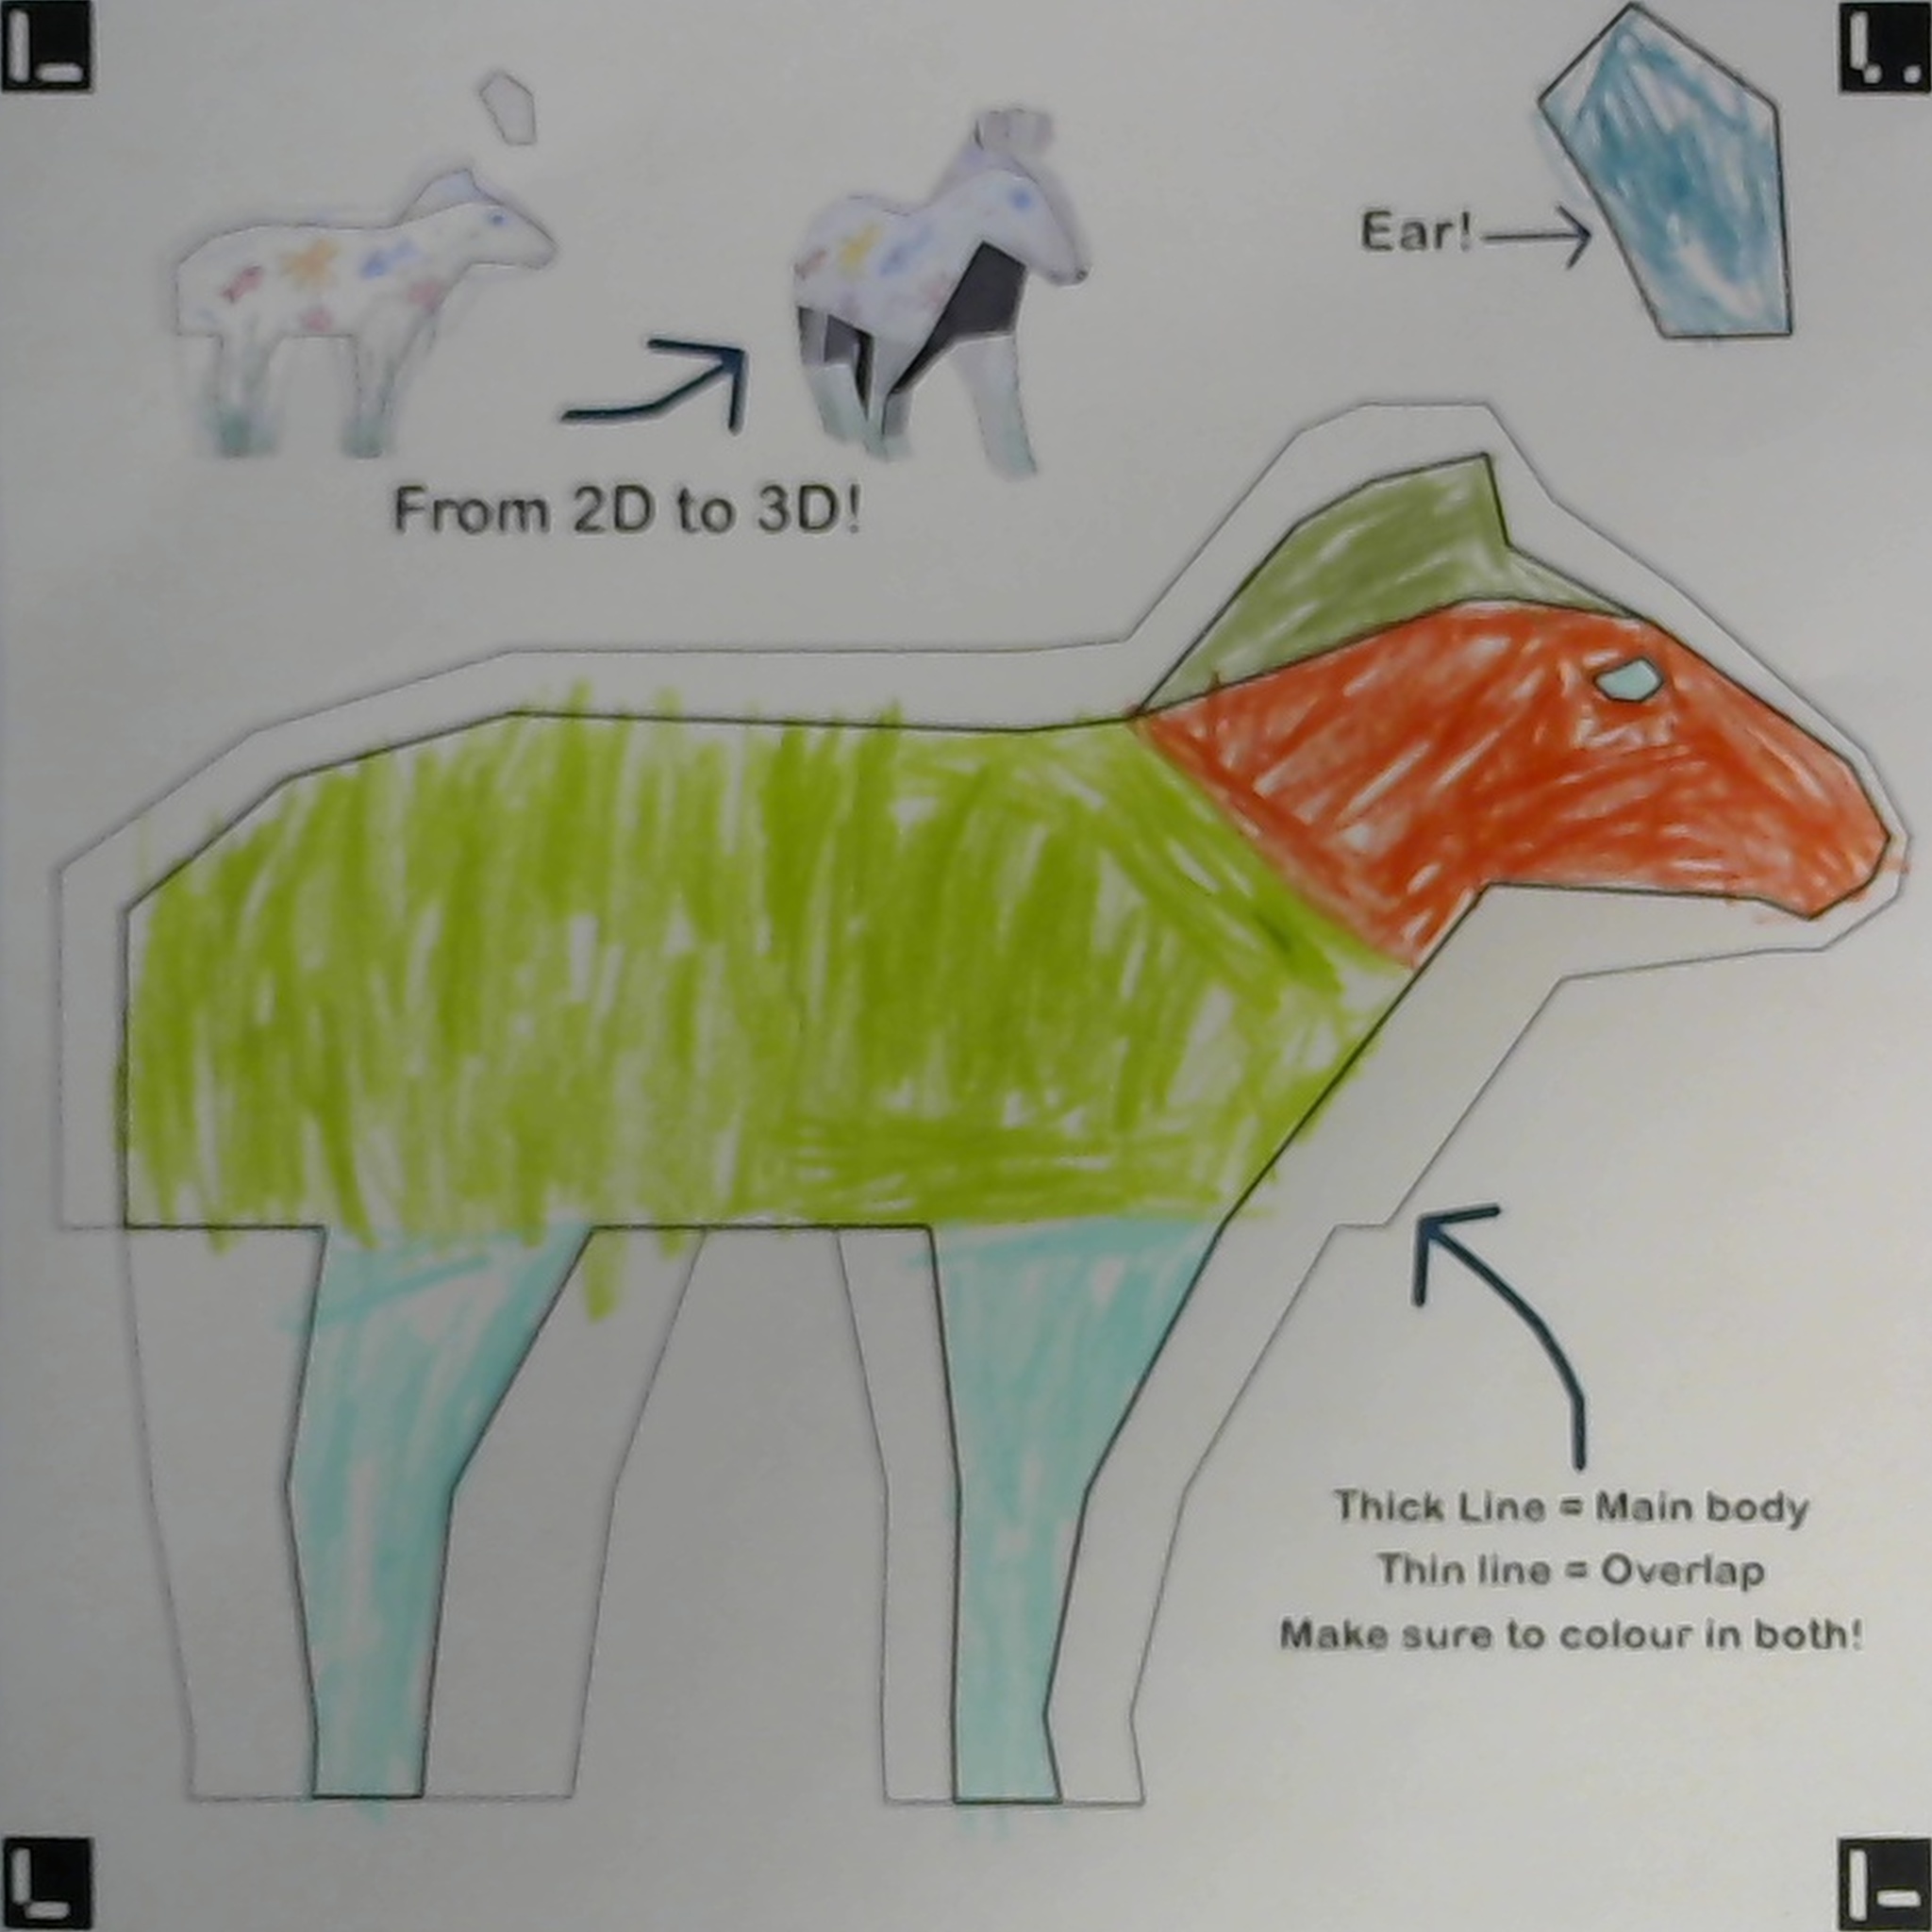 Ear!
From 2D to 3D!
Thick Line = Main body
Thin line = Overlap
Make sure to colour in both!